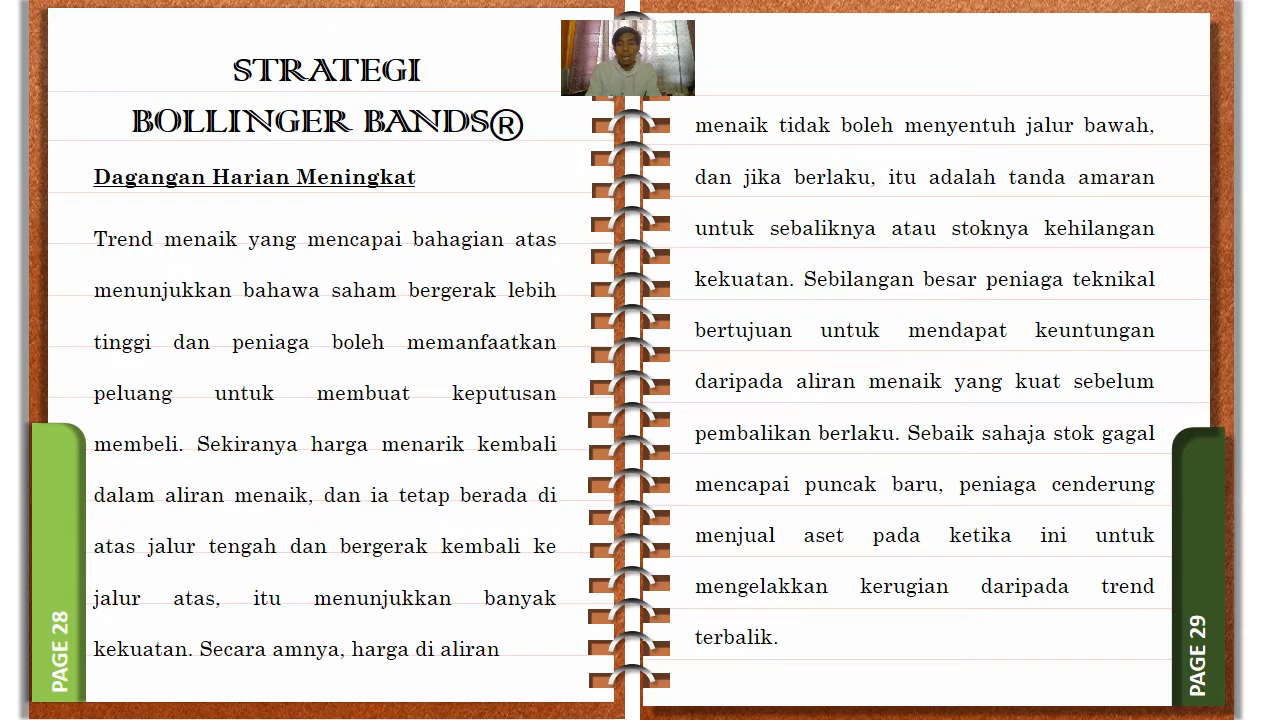 STRATEGI
BOLLINGER BANDS®
Dagangan Harian Meningkat
Trend menaik yang mencapai bahagian atas
menunjukkan bahawa saham bergerak lebih
tinggi dan peniaga boleh memanfaatkan
peluang untuk membuat keputusan
membeli. Sekiranya harga menarik kembali
dalam aliran menaik, dan ia tetap berada di
atas jalur tengah dan bergerak kembali ke
jalur atas, itu menunjukkan banyak
kekuatan. Secara amnya, harga di aliran
PAGE 28
menaik tidak boleh menyentuh jalur bawah,
dan jika berlaku, itu adalah tanda amaran
untuk sebaliknya atau stoknya kehilangan
kekuatan. Sebilangan besar peniaga teknikal
bertujuan untuk mendapat keuntungan
daripada aliran menaik yang kuat sebelum
pembalikan berlaku. Sebaik sahaja stok gagal
mencapai puncak baru, peniaga cenderung
menjual aset pada ketika ini untuk
mengelakkan kerugian daripada trend
terbalik.
PAGE 29